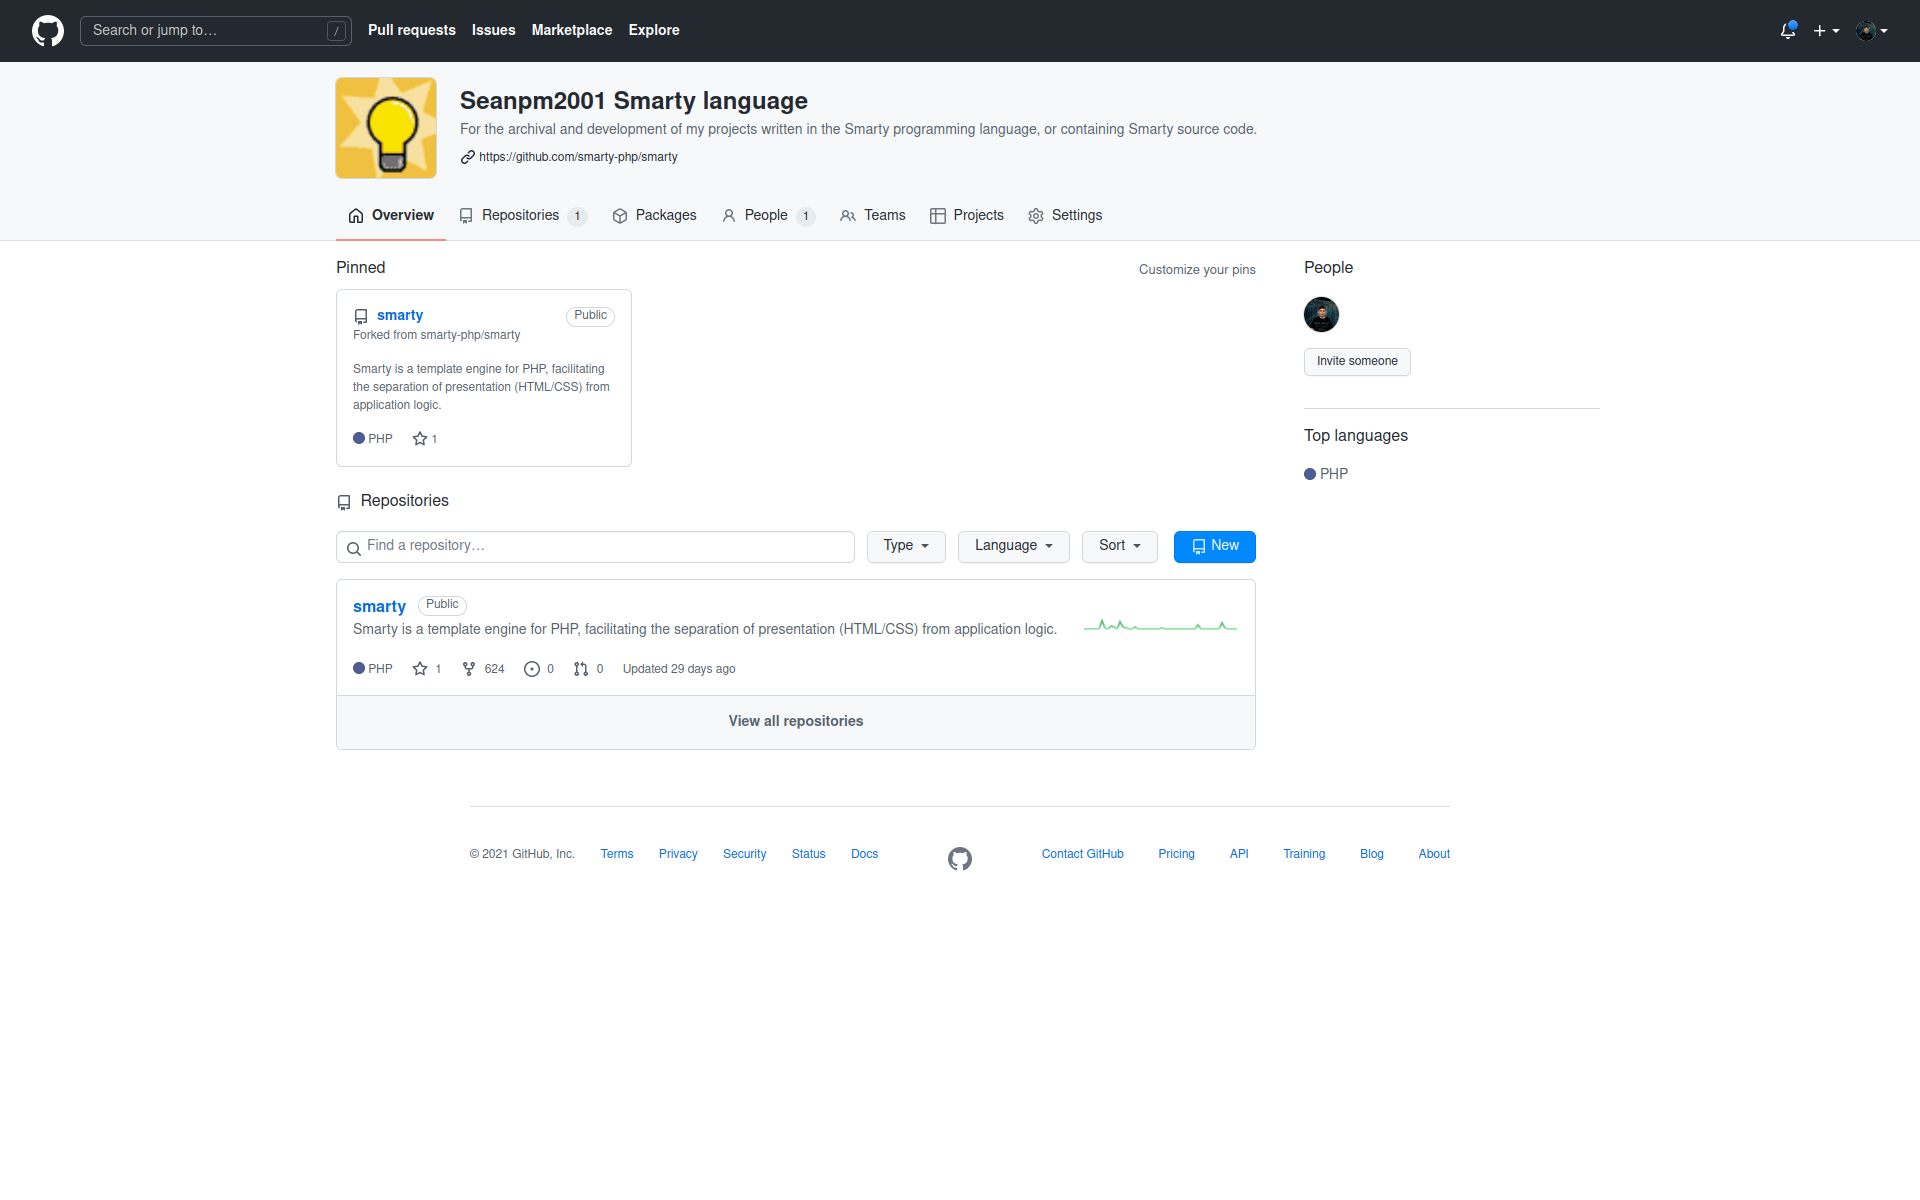 Search or jump to… /
Pull requests Issues Marketplace Explore
Seanpm2001 Smarty language
For the archival and development of my projects written in the Smarty programming language, or containing Smarty source code.
https://github.com/smarty-php/smarty
Overview Repositories 1 Packages People 1 Teams Projects Settings
Pinned
Customize your pins
smarty Public
Forked from smarty-php/smarty
Smarty is a template engine for PHP, facilitating
the separation of presentation (HTML/CSS) from
application logic.
PHP 1
Repositories
Find a repository… Type Language Sort New
smarty Public
Smarty is a template engine for PHP, facilitating the separation of presentation (HTML/CSS) from application logic.
PHP 1 624 0 0 Updated 29 days ago
View all repositories
People
Invite someone
Top languages
PHP
© 2021 GitHub, Inc. Terms Privacy Security Status Docs Contact GitHub Pricing API Training Blog About